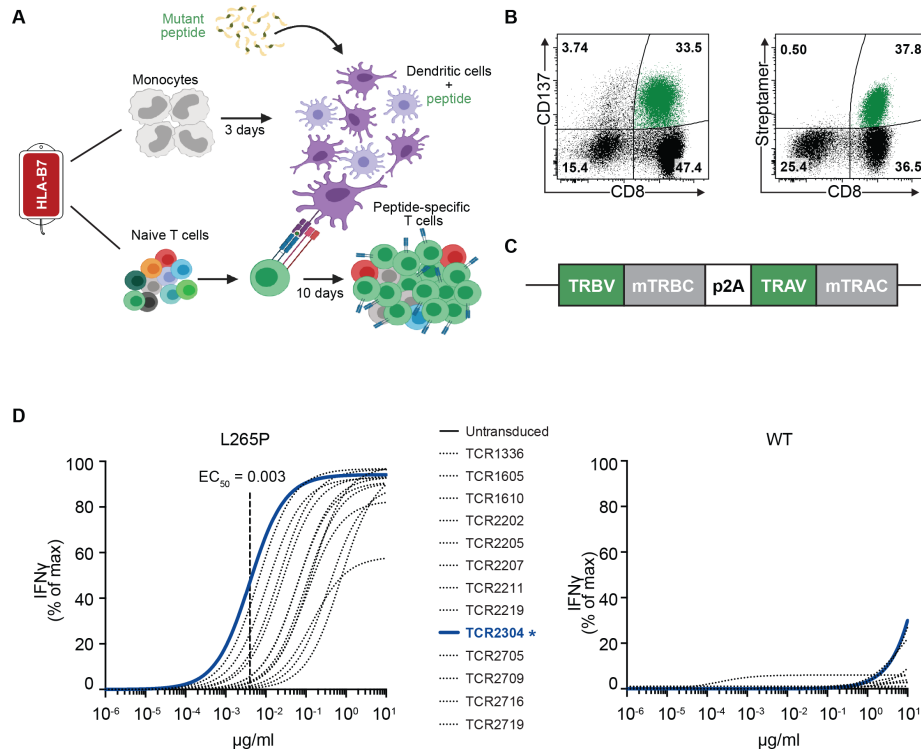 A
Mutant
peptide
Monocytes
3 days
Dendritic cells
+
peptide
HLA-B7
Naive T cells
10 days
Peptide-specific
T cells
B
3.74
33.5
CD137
15.4
47.4
CD8
0.50
37.8
Streptamer
25.4
36.5
CD8
C
TRBV mTRBC p2A TRAV mTRAC
D
L265P
EC50 = 0.003
IFNγ
(% of max)
100
80
60
40
20
0
10-6 10-5 10-4 10-3 10-2 10-1 100 101
µg/ml
Untransduced
TCR1336
TCR1605
TCR1610
TCR2202
TCR2205
TCR2207
TCR2211
TCR2219
TCR2304 *
TCR2705
TCR2709
TCR2716
TCR2719
WT
IFNγ
(% of max)
100
80
60
40
20
0
10-6 10-5 10-4 10-3 10-2 10-1 100 101
µg/ml